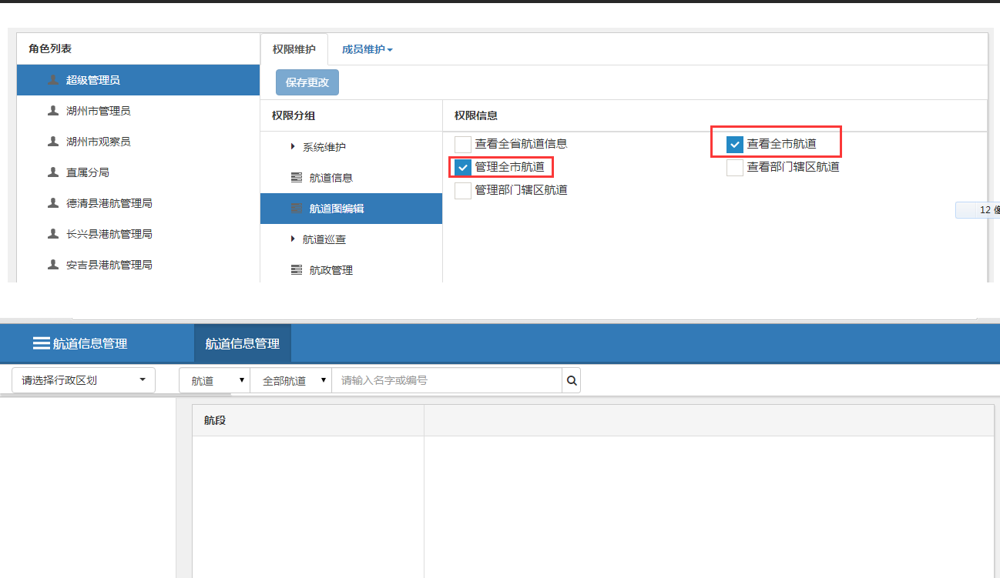 角色列表
权限维护 成员维护
超级管理员
保存更改
湖州市管理员
权限分组 权限信息
湖州市观察员
系统维护
查看全省航道信息 查看全市航道
直属分局
航道信息
管理全市航道 查看部门辖区航道
德清县港航管理局
航道图编辑
管理部门辖区航道
12 像
长兴县港航管理局
航道巡查
安吉县港航管理局
航政管理
航道信息管理 航道信息管理
请选择行政区划 航道 全部航道 请输入名字或编号
航段